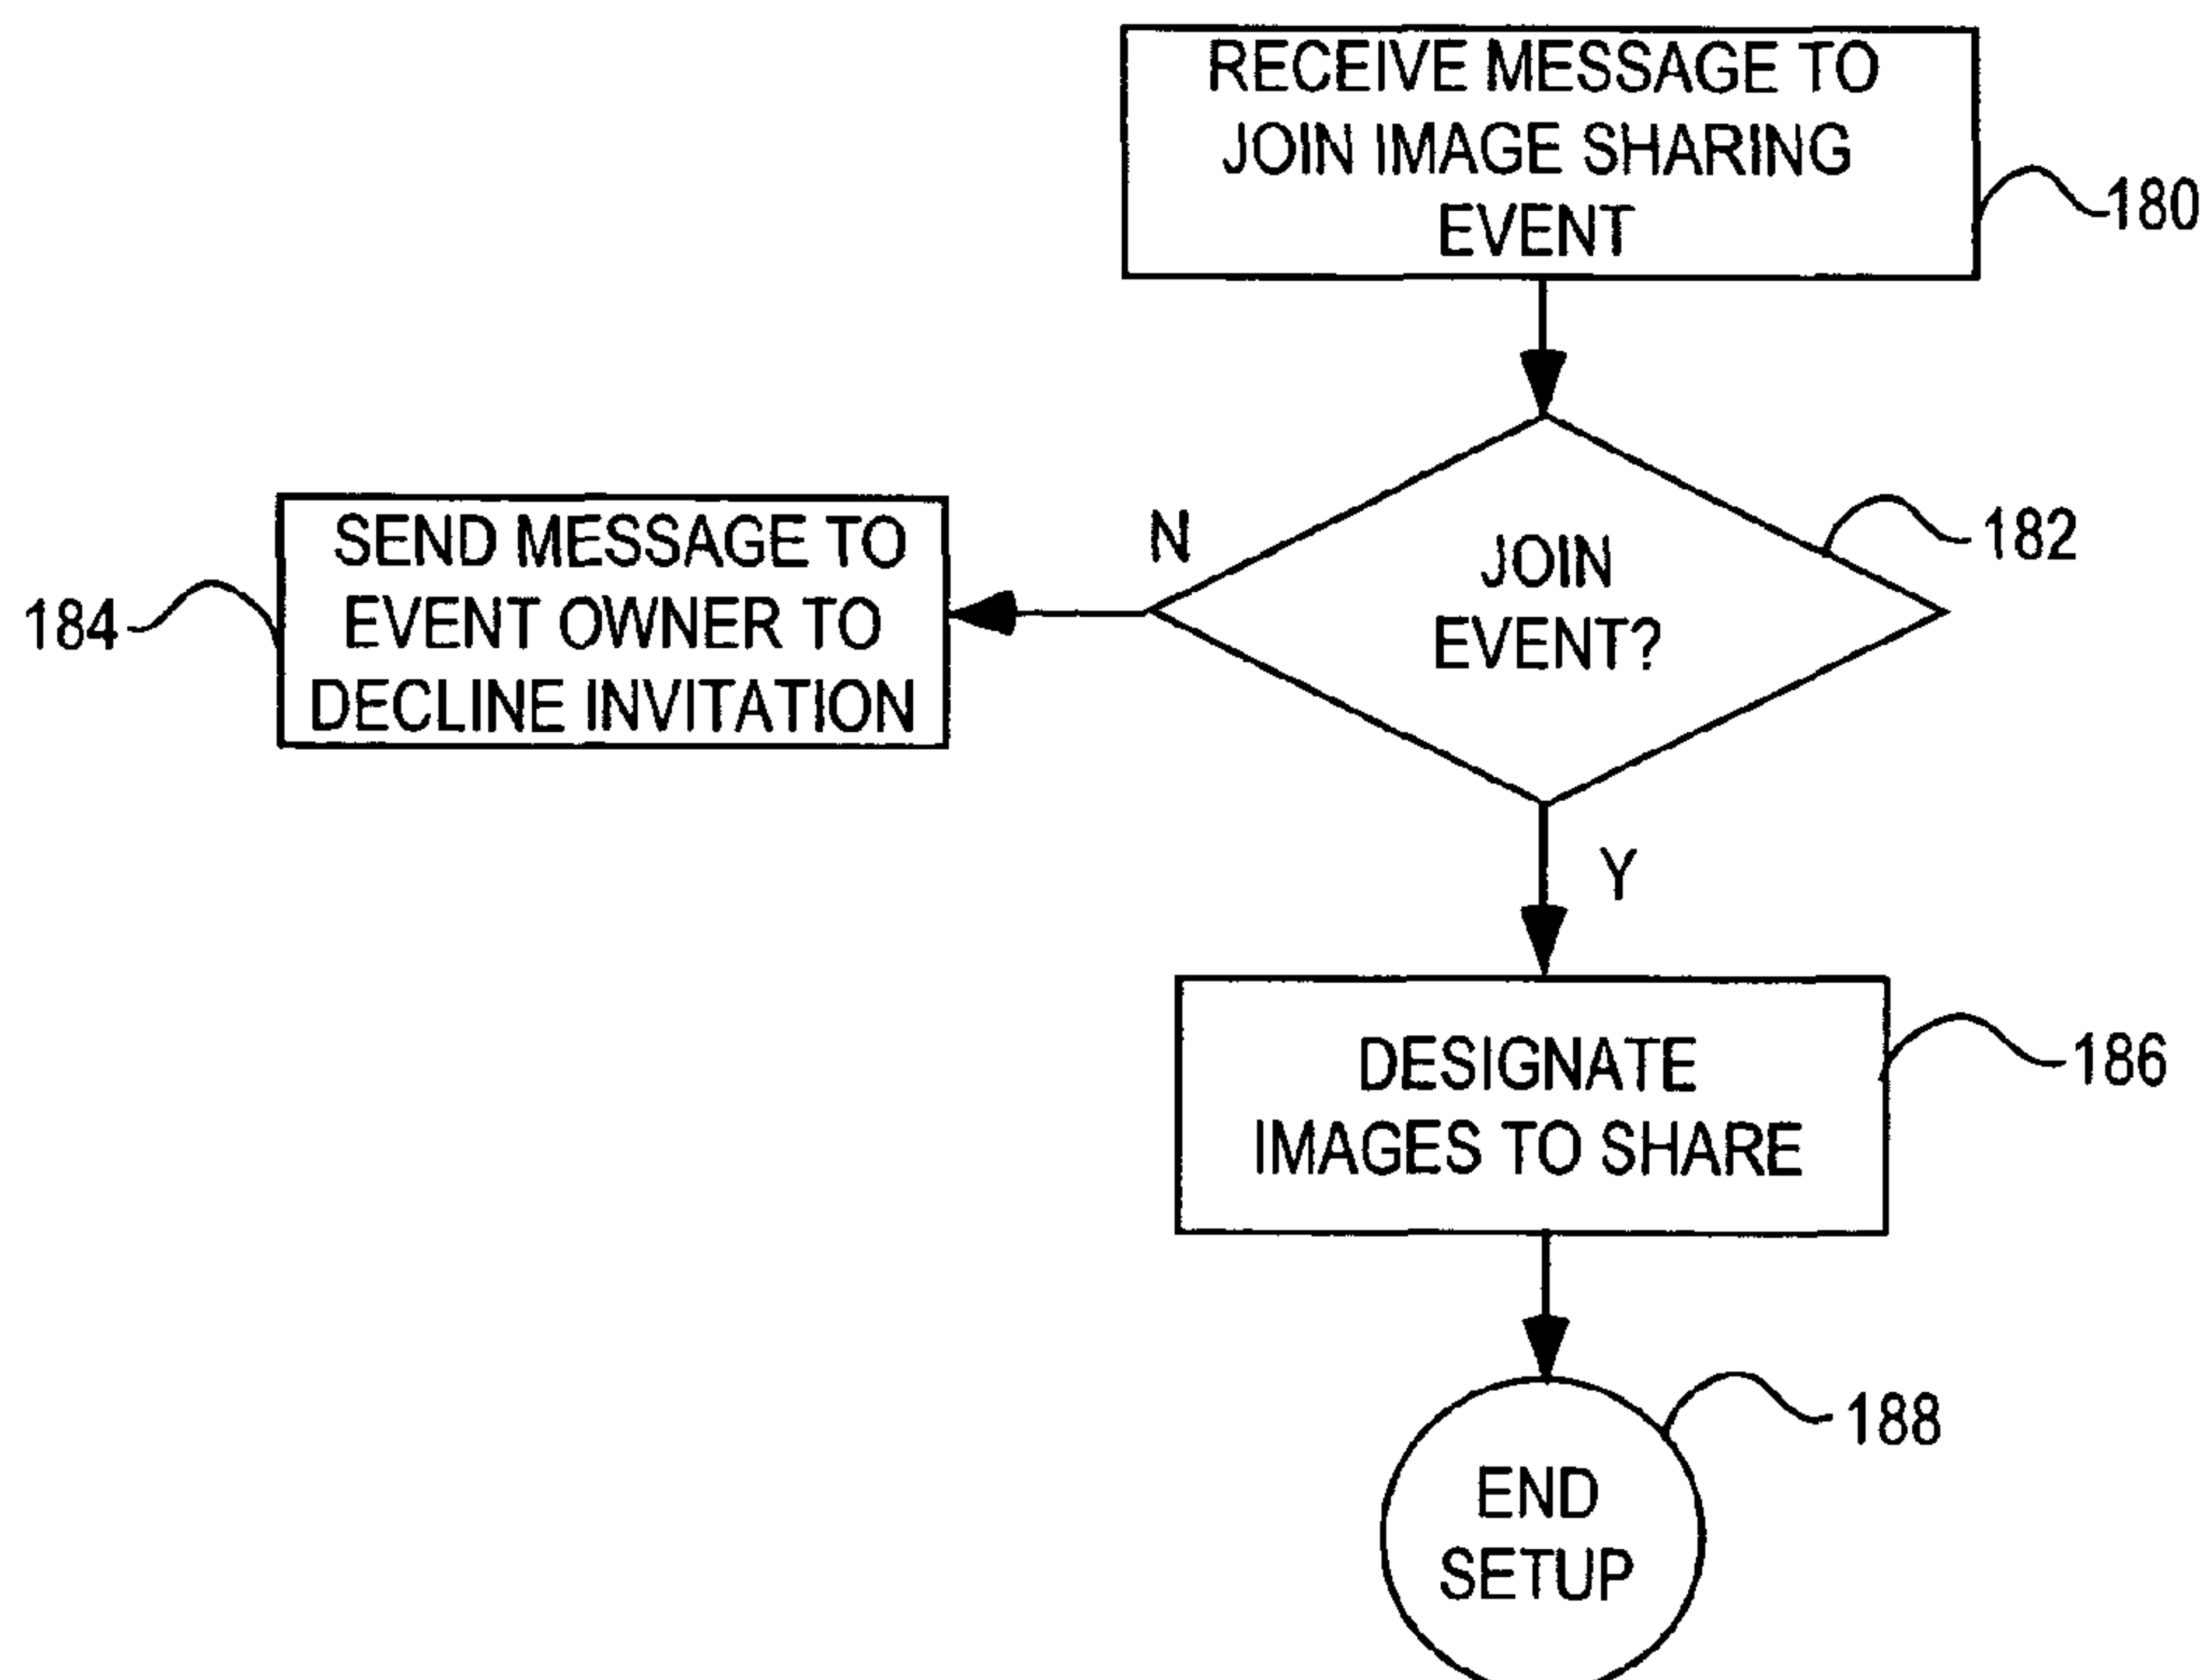 RECEIVE MESSAGE TO
JOIN IMAGE SHARING
EVENT
180
182
JOIN
EVENT?
N
SEND MESSAGE TO
EVENT OWNER TO
DECLINE INVITATION
184
Y
DESIGNATE
IMAGES TO SHARE
186
188
END
SETUP